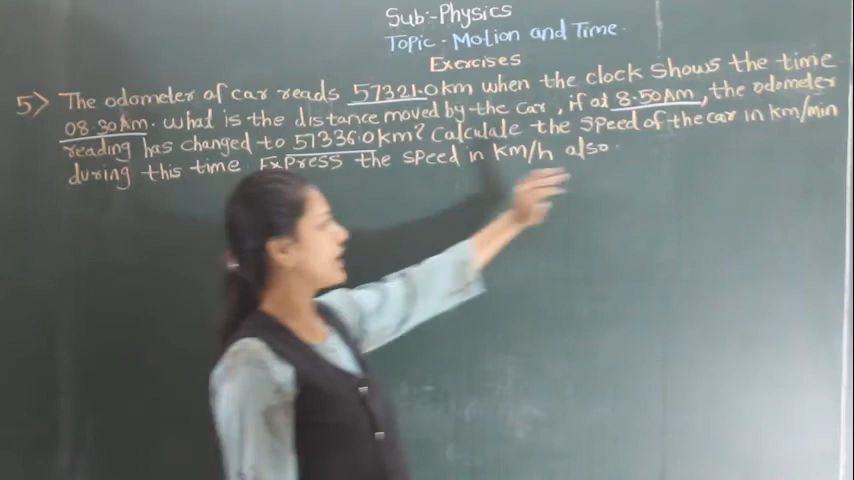 Sub:-Physics
Topic - Motion and Time.
Exercises
5> The odometer of car reads 57321.0km when the clock shows the time
08.30AM. what is the distance moved by the car, if at 8.50AM, the odometer
reading has changed to 57336.0km? Calculate the speed of the car in km/min
during this time. Express the speed in km/h also.